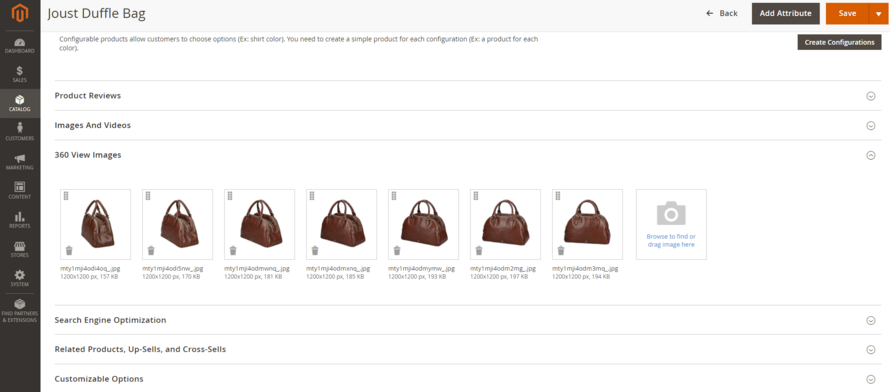 Joust Duffle Bag
← Back
Add Attribute
Save
DASHBOARD
SALES
CATALOG
CUSTOMERS
MARKETING
CONTENT
REPORTS
STORES
SYSTEM
FIND PARTNERS
& EXTENSIONS
Configurable products allow customers to choose options (Ex: shirt color). You need to create a simple product for each configuration (Ex: a product for each
color).
Create Configurations
Product Reviews
Images And Videos
360 View Images
mty1mji4odi4oq_.jpg
1200x1200 px, 157 KB
mty1mji4odi5nw_.jpg
1200x1200 px, 170 KB
mty1mji4odmwnq_.jpg
1200x1200 px, 181 KB
mty1mji4odmxnq_.jpg
1200x1200 px, 185 KB
mty1mji4odmymw_.jpg
1200x1200 px, 193 KB
mty1mji4odm2mg_.jpg
1200x1200 px, 197 KB
mty1mji4odm3mq_.jpg
1200x1200 px, 194 KB
Browse to find or
drag image here
Search Engine Optimization
Related Products, Up-Sells, and Cross-Sells
Customizable Options